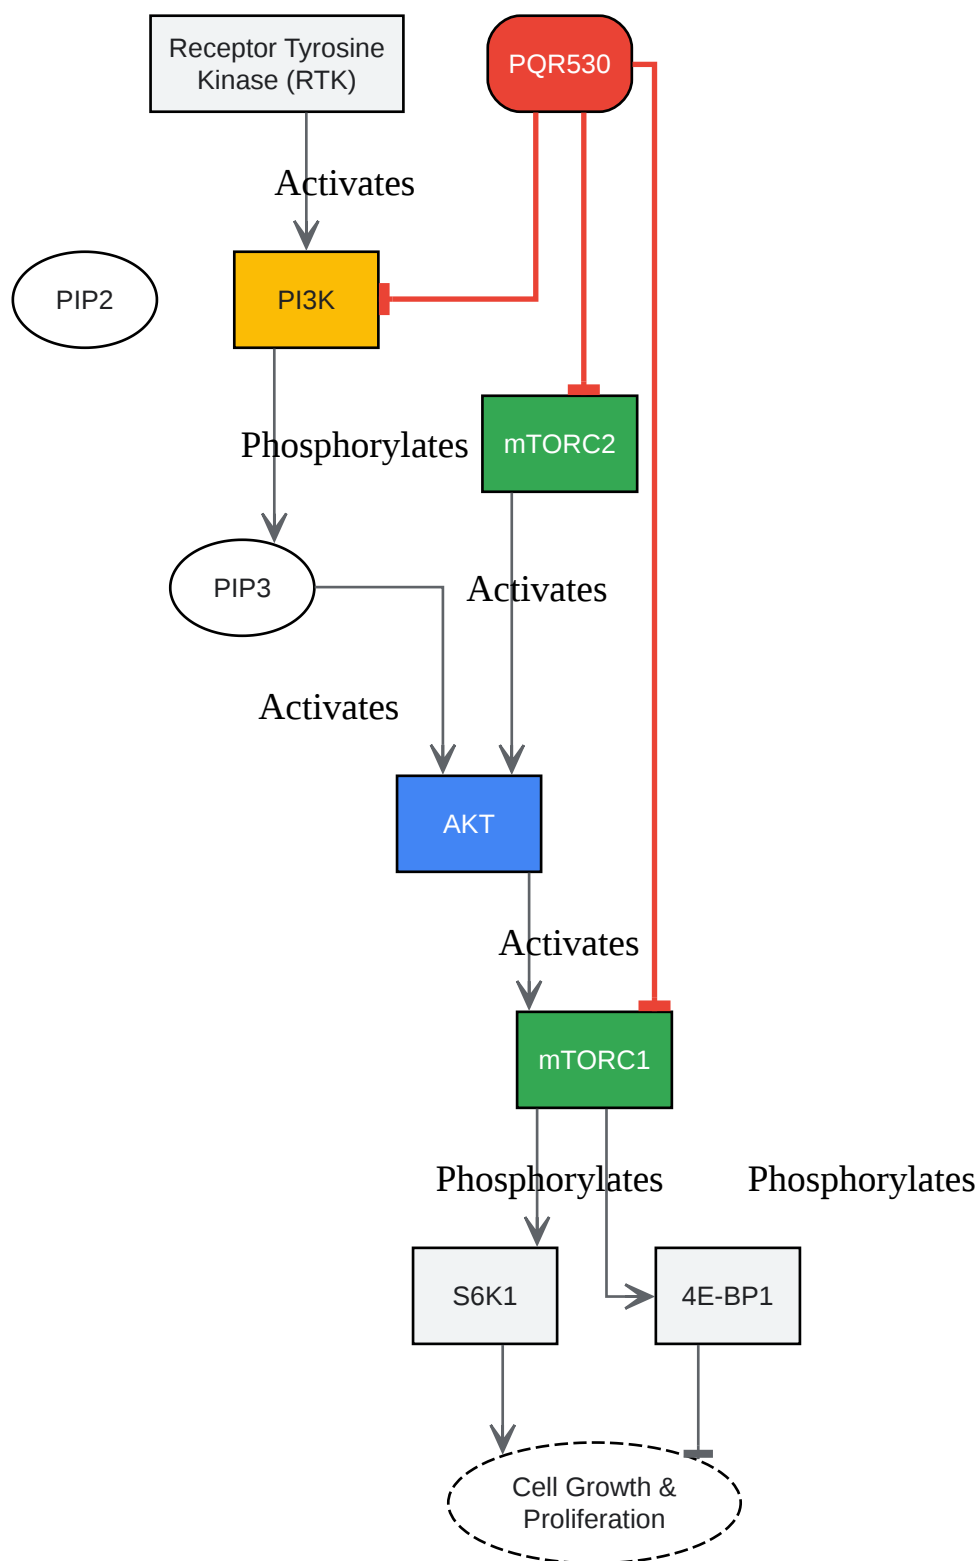 Receptor Tyrosine
Kinase (RTK)
PQR530
Activates
PIP2
PI3K
Phosphorylates
mTORC2
PIP3
Activates
Activates
AKT
Activates
mTORC1
Phosphorylates
Phosphorylates
S6K1
4E-BP1
Cell Growth &
Proliferation